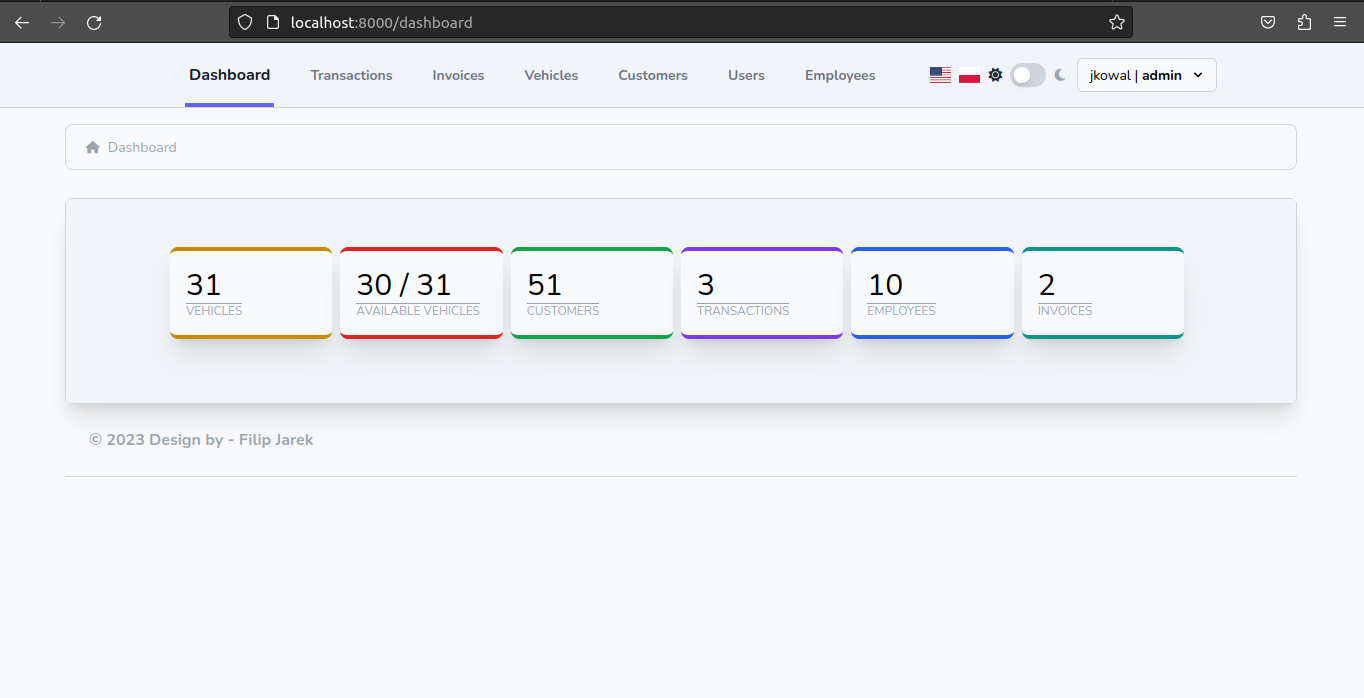 localhost:8000/dashboard
Dashboard Transactions Invoices Vehicles Customers Users Employees jkowal | admin
Dashboard
31 30 / 31 51 3 10 2
VEHICLES AVAILABLE VEHICLES CUSTOMERS TRANSACTIONS EMPLOYEES INVOICES
© 2023 Design by - Filip Jarek